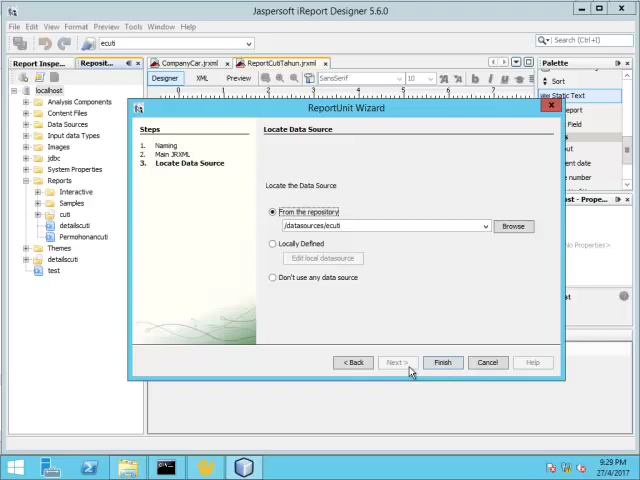 Jaspersoft iReport Designer 5.6.0
File Edit View Format Preview Tools Window Help
ecuti
Search (Ctrl+I)
Report Inspe...
Reposit...
CompanyCar.jrxml
ReportCutiTahun.jrxml
Palette
Designer
XML
Preview
SansSerif
10
Sort
Static Text
localhost
Analysis Components
Content Files
Data Sources
Input data Types
Images
jdbc
System Properties
Reports
Interactive
Samples
cuti
detailscuti
Permohonancuti
Themes
detailscuti
test
ReportUnit Wizard
Steps
1. Naming
2. Main JRXML
3. Locate Data Source
Locate Data Source
Locate the Data Source
From the repository
/datasources/ecuti
Browse
Locally Defined
Edit local datasource
Don't use any data source
< Back
Next >
Finish
Cancel
Help
9:29 PM
27/4/2017